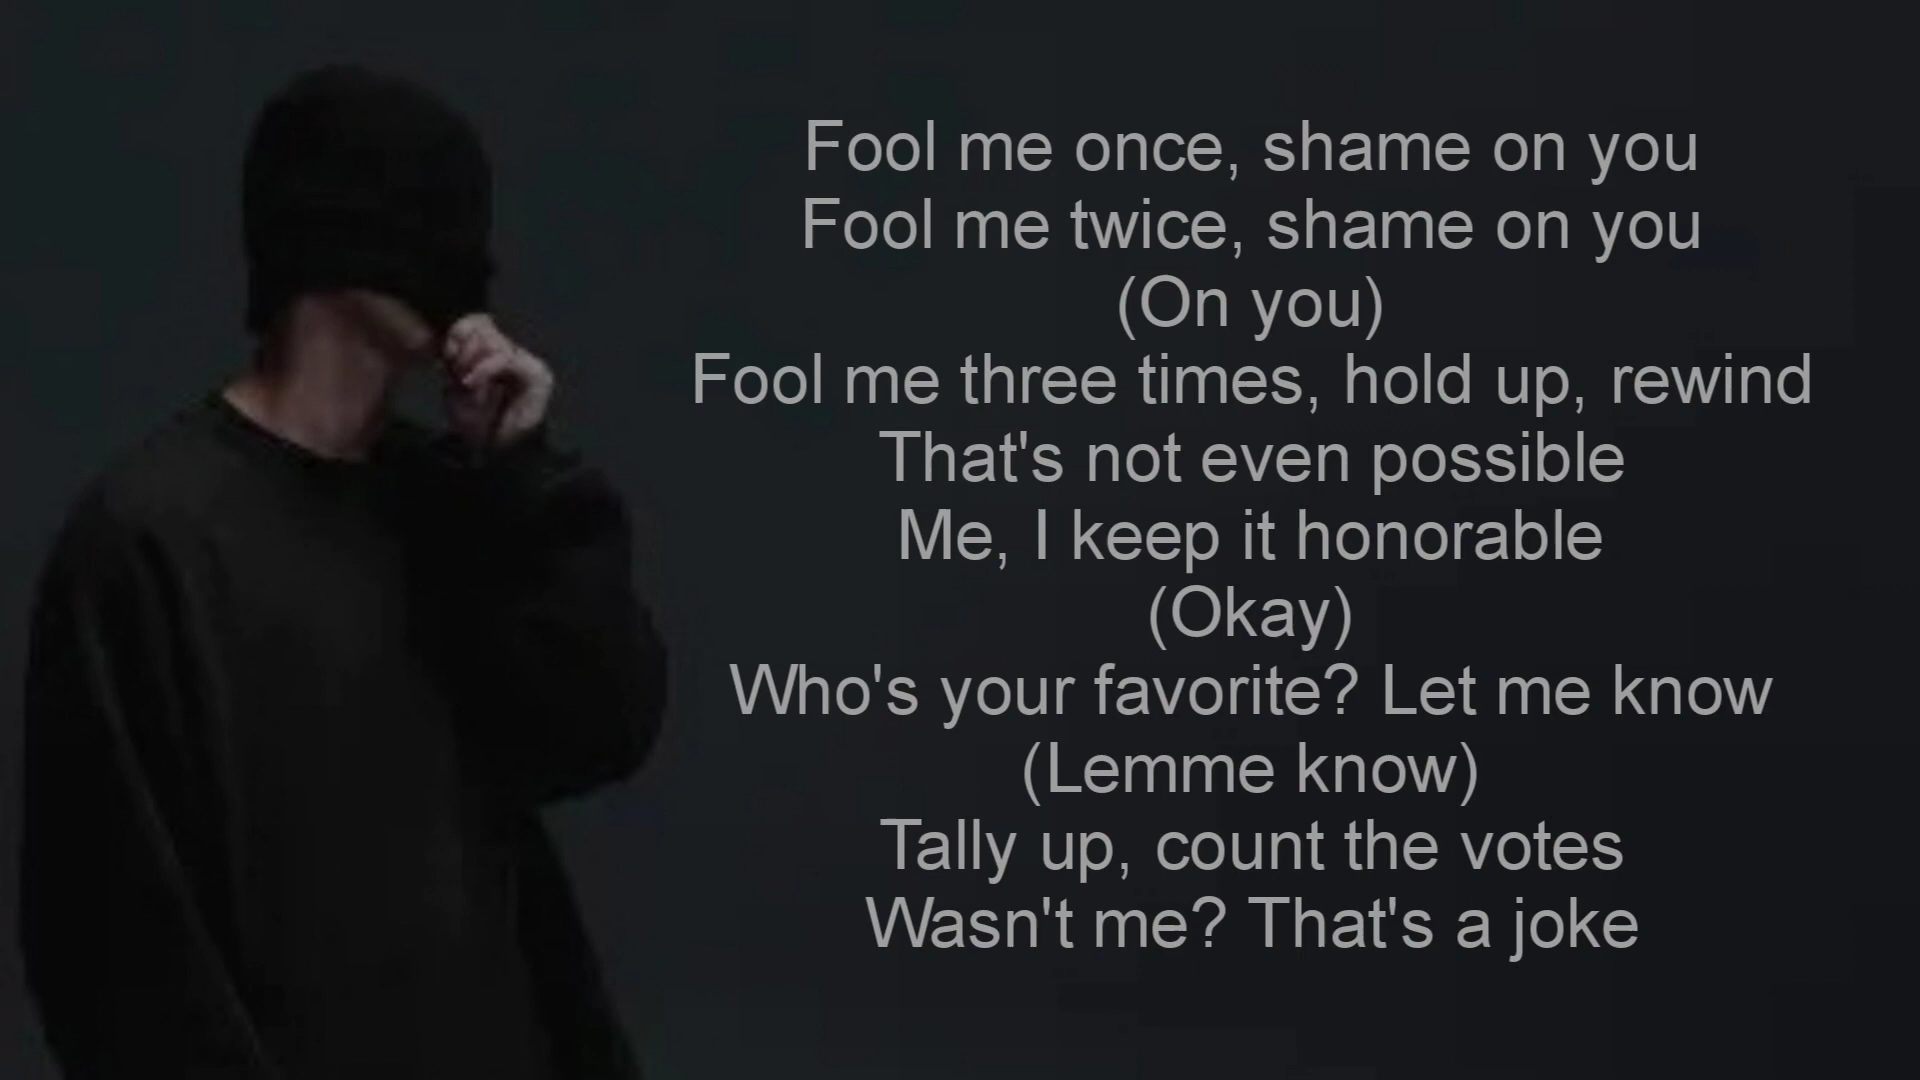 Fool me once, shame on you
Fool me twice, shame on you
(On you)
Fool me three times, hold up, rewind
That's not even possible
Me, I keep it honorable
(Okay)
Who's your favorite? Let me know
(Lemme know)
Tally up, count the votes
Wasn't me? That's a joke